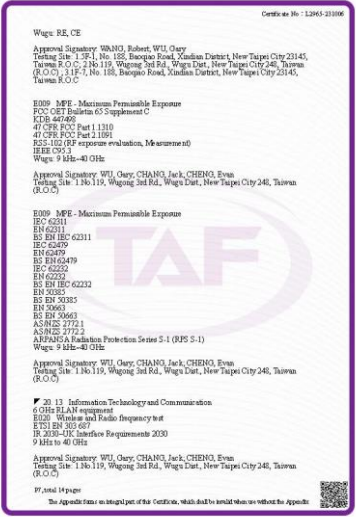 Certificate No : L2965-231006
Wugu: RE, CE
Approval Signatory: WANG, Robert; WU, Gary
Testing Site: 1.5F-1, No. 188, Baoqiao Road, Xindian District, New Taipei City 23145,
Taiwan R.O.C; 2.No.119, Wugong 3rd Rd., Wugu Dist., New Taipei City 248, Taiwan
(R.O.C) ; 3.1F-7, No. 188, Baoqiao Road, Xindian District, New Taipei City 23145,
Taiwan R.O.C
E009 MPE - Maximum Permissible Exposure
FCC OET Bulletin 65 Supplement C
KDB 447498
47 CFR FCC Part 1.1310
47 CFR FCC Part 2.1091
RSS-102 (RF exposure evaluation, Measurement)
IEEE C95.3
Wugu: 9 kHz~40 GHz
Approval Signatory: WU, Gary; CHANG, Jack; CHENG, Evan
Testing Site: 1.No.119, Wugong 3rd Rd., Wugu Dist., New Taipei City 248, Taiwan
(R.O.C)
E009 MPE - Maximum Permissible Exposure
IEC 62311
EN 62311
BS EN IEC 62311
IEC 62479
EN 62479
BS EN 62479
IEC 62232
EN 62232
BS EN IEC 62232
EN 50385
BS EN 50385
EN 50663
BS EN 50663
AS/NZS 2772.1
AS/NZS 2772.2
ARPANSA Radiation Protection Series S-1 (RPS S-1)
Wugu: 9 kHz~40 GHz
Approval Signatory: WU, Gary; CHANG, Jack; CHENG, Evan
Testing Site: 1.No.119, Wugong 3rd Rd., Wugu Dist., New Taipei City 248, Taiwan
(R.O.C)
20. 13 Information Technology and Communication
6 GHz RLAN equipment
E020 Wireless and Radio frequency test
ETSI EN 303 687
IR 2030–UK Interface Requirements 2030
9 kHz to 40 GHz
Approval Signatory: WU, Gary; CHANG, Jack; CHENG, Evan
Testing Site: 1.No.119, Wugong 3rd Rd., Wugu Dist., New Taipei City 248, Taiwan
(R.O.C)
P7, total 14 pages
The Appendix forms an integral part of this Certificate, which shall be invalid when use without the Appendix
TAF